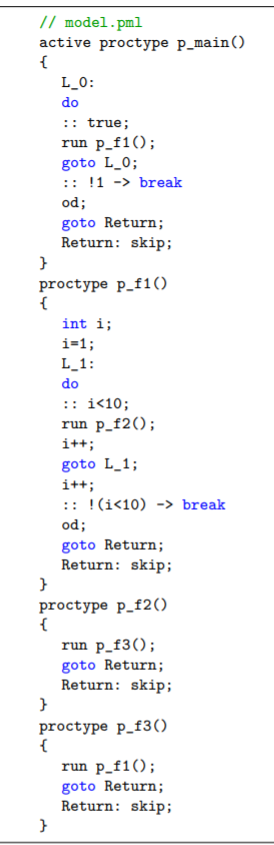 // model.pml
active proctype p_main()
{
L_0:
do
:: true;
run p_f1();
goto L_0;
:: !1 -> break
od;
goto Return;
Return: skip;
}
proctype p_f1()
{
int i;
i=1;
L_1:
do
:: i<10;
run p_f2();
i++;
goto L_1;
i++;
:: !(i<10) -> break
od;
goto Return;
Return: skip;
}
proctype p_f2()
{
run p_f3();
goto Return;
Return: skip;
}
proctype p_f3()
{
run p_f1();
goto Return;
Return: skip;
}